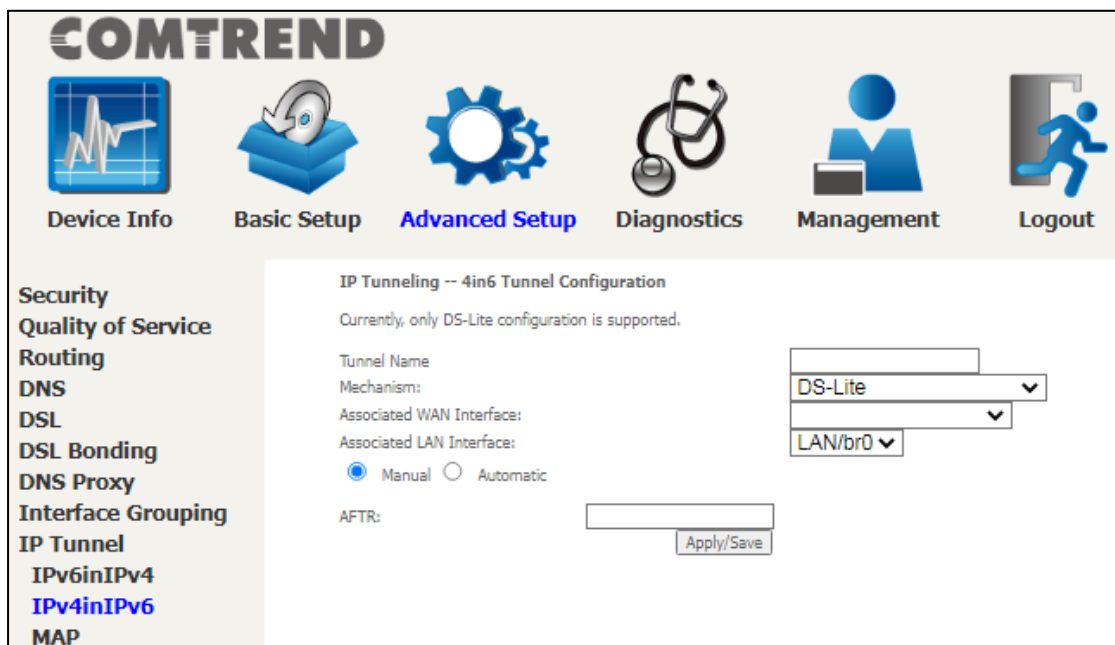 COMTREND
Device Info Basic Setup Advanced Setup Diagnostics Management Logout
Security
Quality of Service
Routing
DNS
DSL
DSL Bonding
DNS Proxy
Interface Grouping
IP Tunnel
IPv6inIPv4
IPv4inIPv6
MAP
IP Tunneling -- 4in6 Tunnel Configuration
Currently, only DS-Lite configuration is supported.
Tunnel Name
Mechanism: DS-Lite
Associated WAN Interface:
Associated LAN Interface: LAN/br0
Manual Automatic
AFTR:
Apply/Save